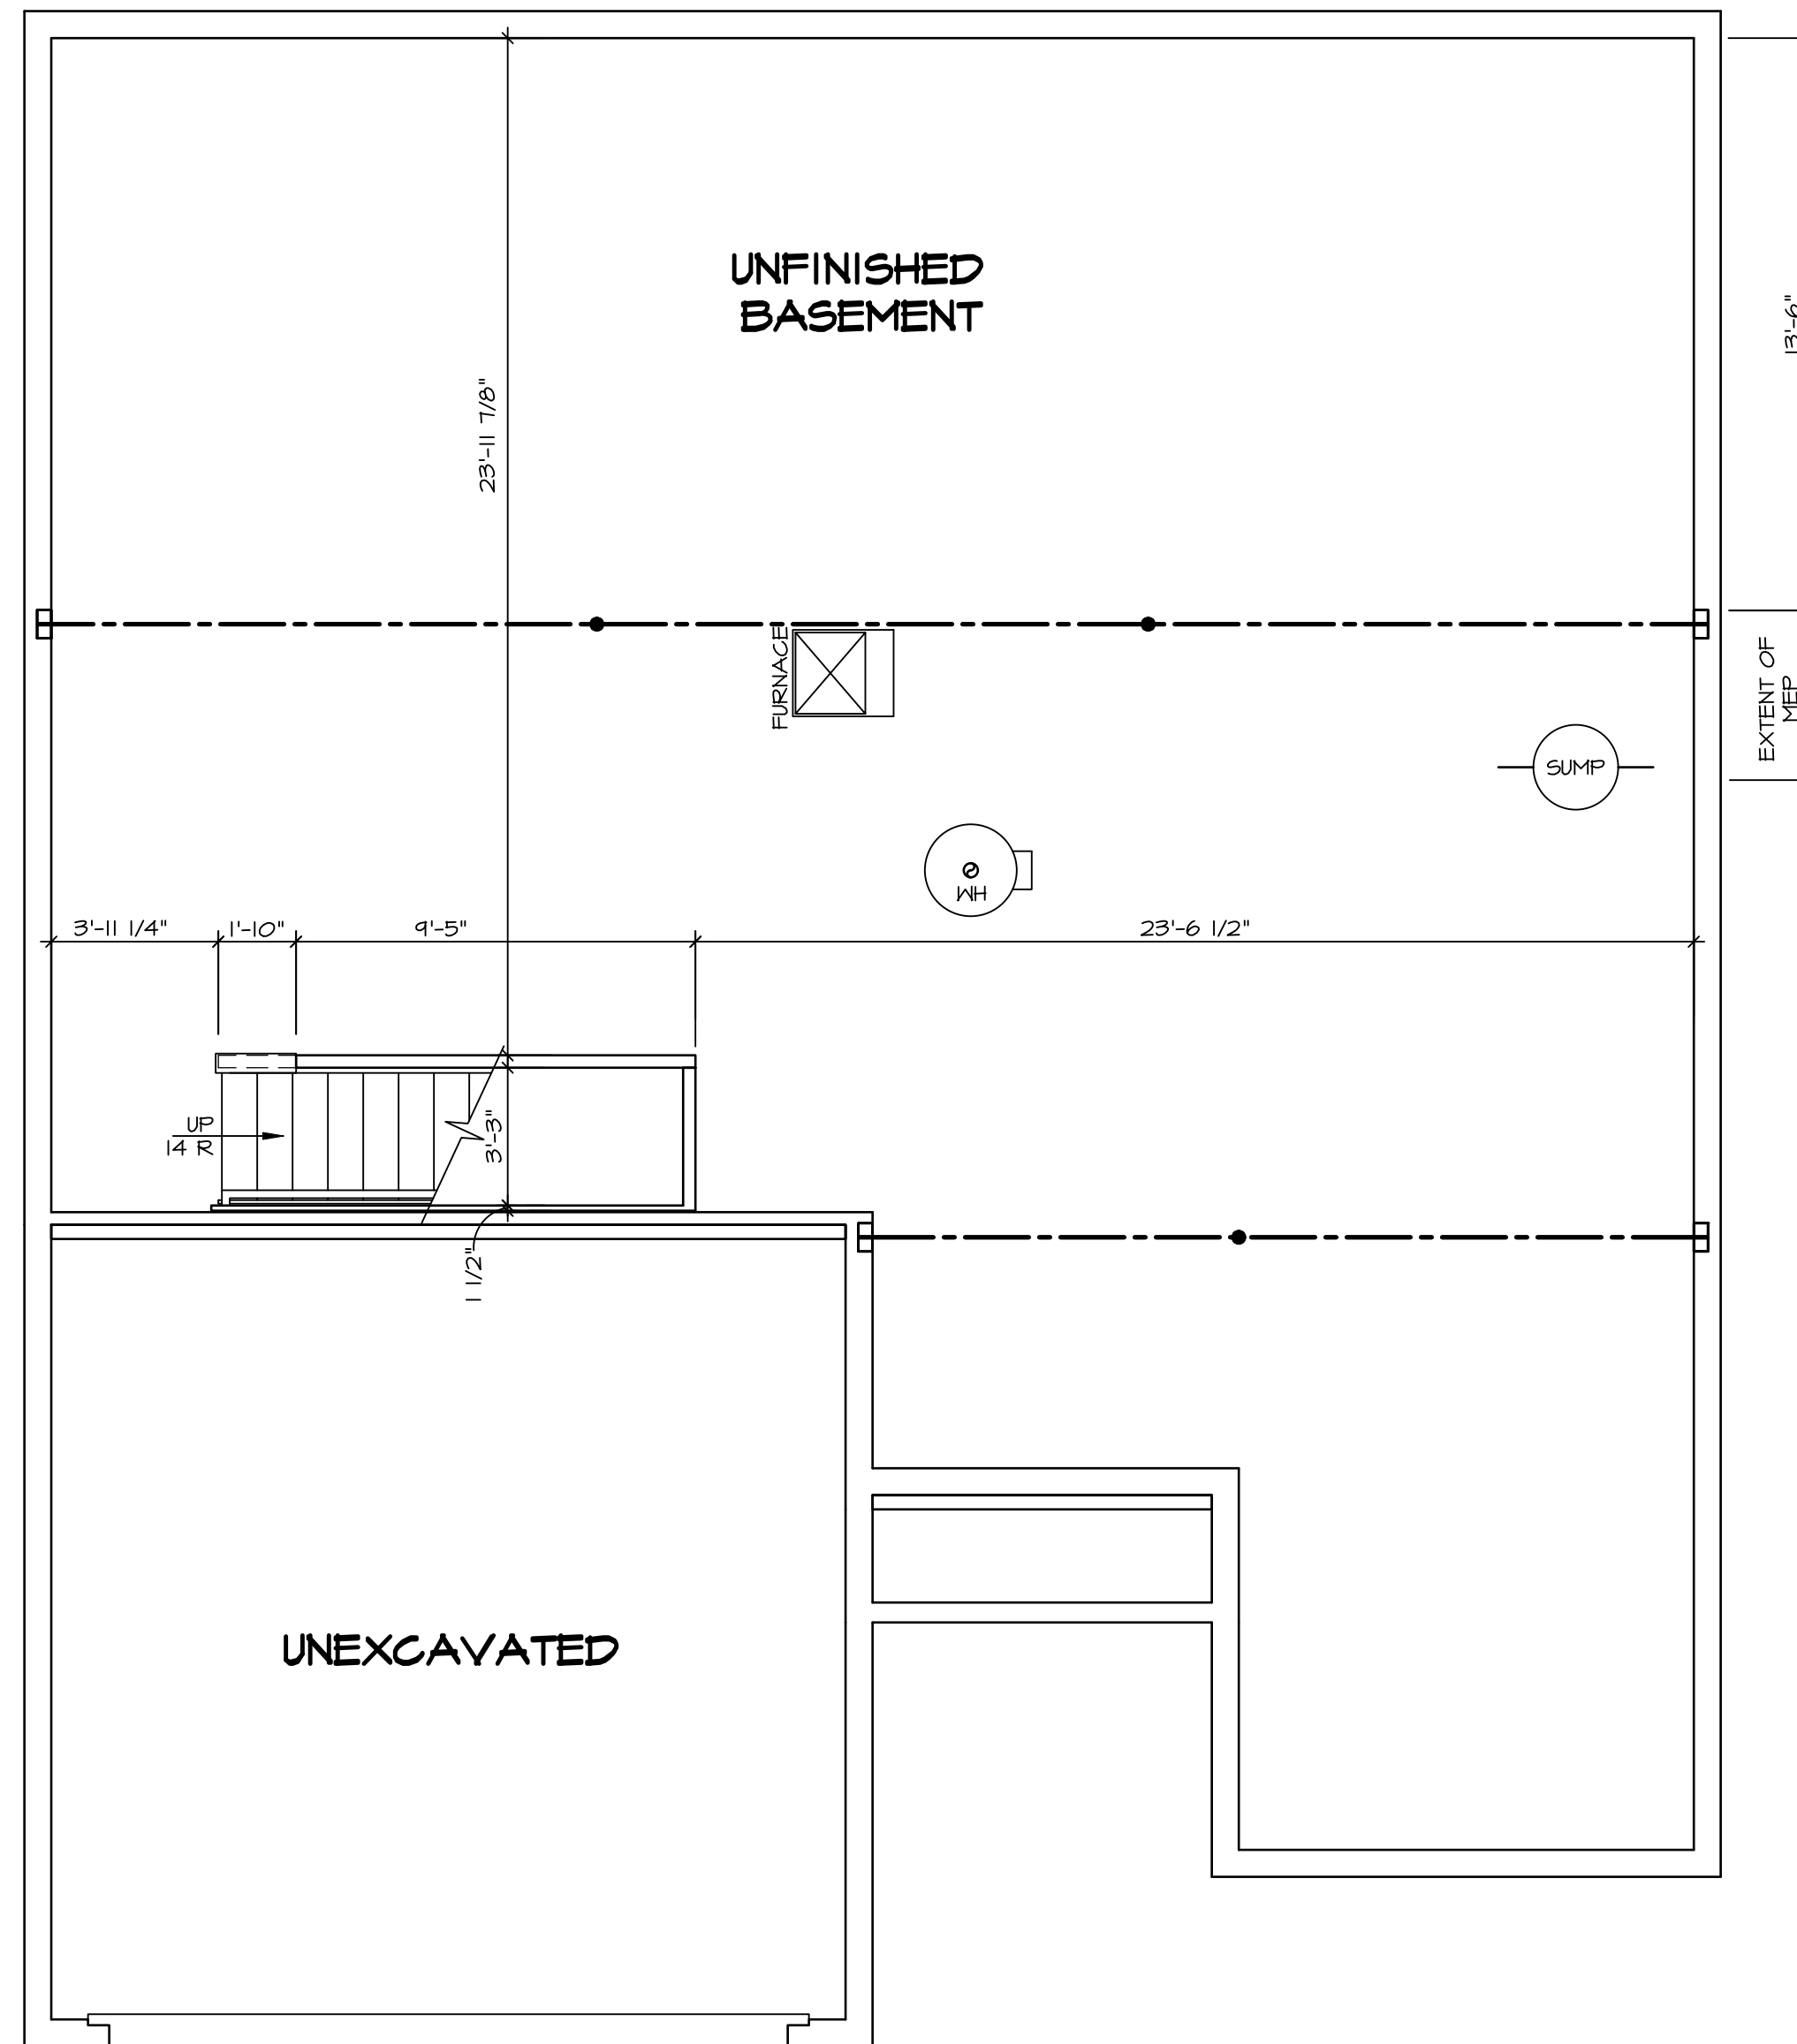 UNFINISHED
BASEMENT
13'-6"
23'-11 7/8"
FURNACE
EXTENT OF
MEP
SUMP
WH
3'-11 1/4"
1'-10"
9'-5"
23'-6 1/2"
UP
14 R
3'-3"
1 1/2"
UNEXCAVATED